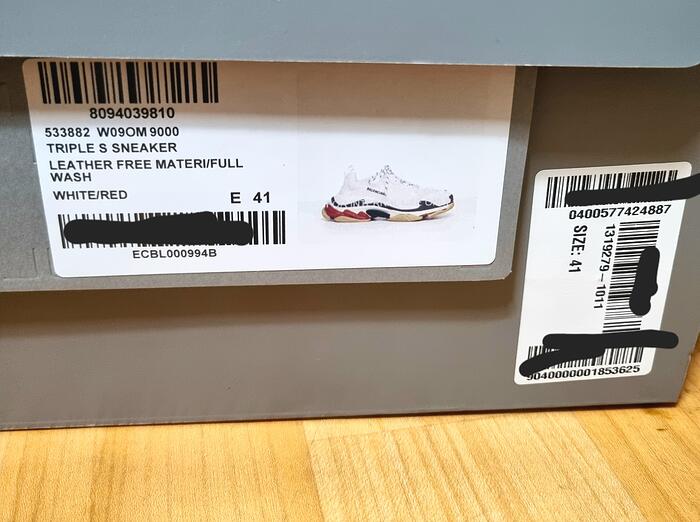 8094039810
533882 W09OM 9000
TRIPLE S SNEAKER
LEATHER FREE MATERI/FULL
WASH
WHITE/RED E 41
ECBL000994B
BALENCIAGA
0400577424887
SIZE: 41
1319279-1011
9040000001853625